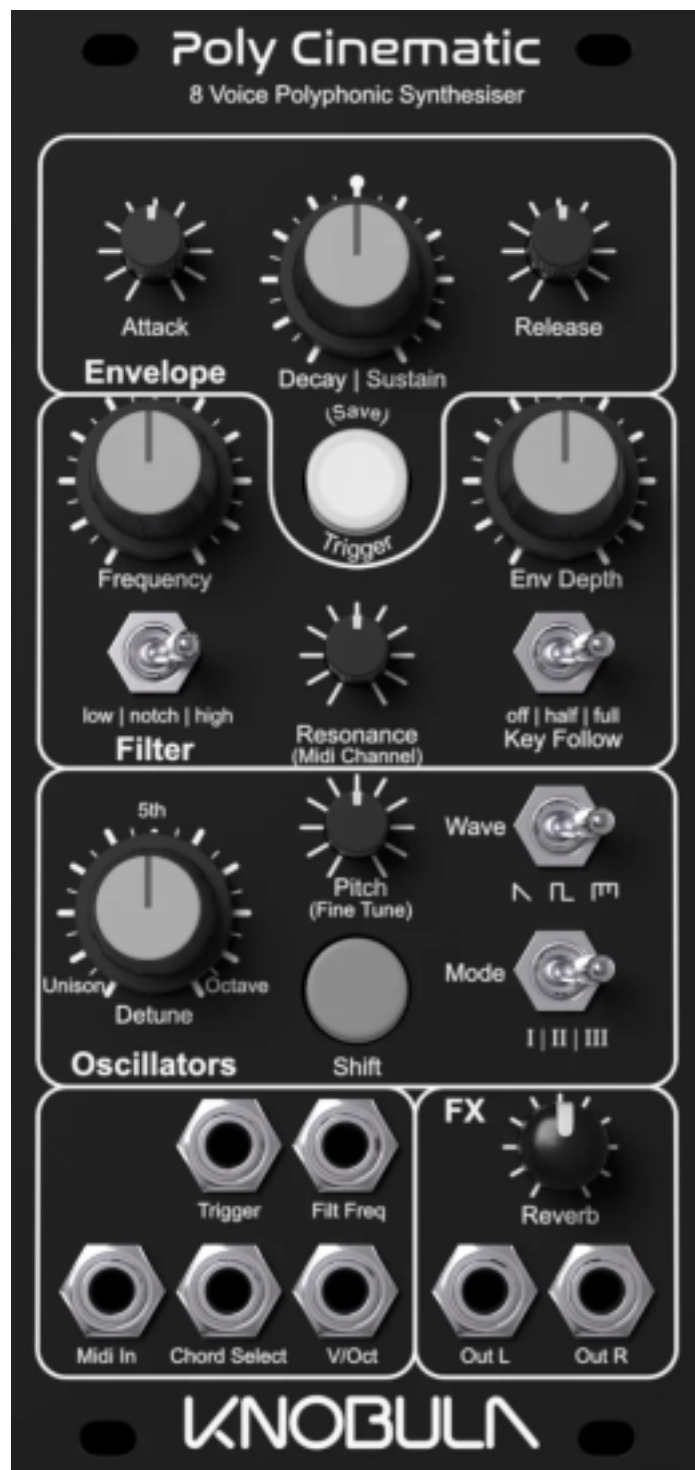 Poly Cinematic
8 Voice Polyphonic Synthesiser
Attack
Decay | Sustain
Release
Envelope
(Save)
Trigger
Frequency
Env Depth
low | notch | high
Filter
Resonance
(Midi Channel)
off | half | full
Key Follow
5th
Unison
Octave
Detune
Oscillators
Pitch
(Fine Tune)
Shift
Wave
Mode
I | II | III
Trigger
Filt Freq
Midi In
Chord Select
V/Oct
FX
Reverb
Out L
Out R
KNOBULA